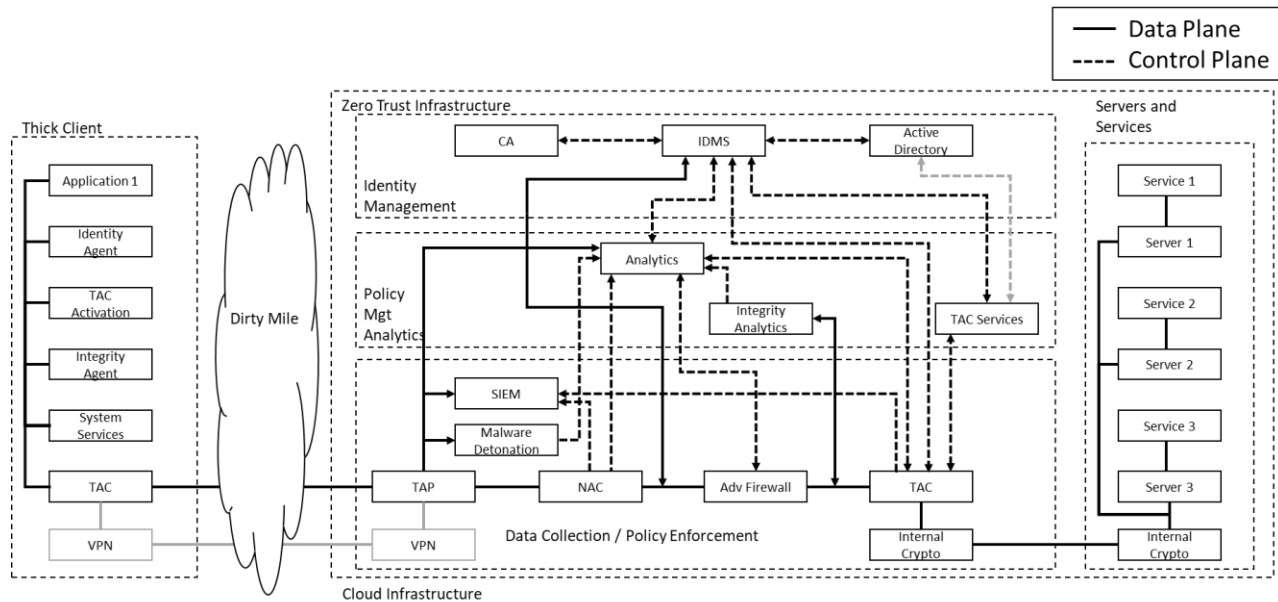 Data Plane
Control Plane
Zero Trust Infrastructure
Servers and
Services
Thick Client
CA
IDMS
Active
Directory
Application 1
Service 1
Identity
Management
Identity
Agent
Server 1
Analytics
TAC
Activation
Dirty Mile
Policy
Mgt
Analytics
Integrity
Analytics
TAC Services
Service 2
Integrity
Agent
Server 2
SIEM
System
Services
Malware
Detonation
Service 3
TAC
TAP
NAC
Adv Firewall
TAC
Server 3
VPN
VPN
Data Collection / Policy Enforcement
Internal
Crypto
Internal
Crypto
Cloud Infrastructure